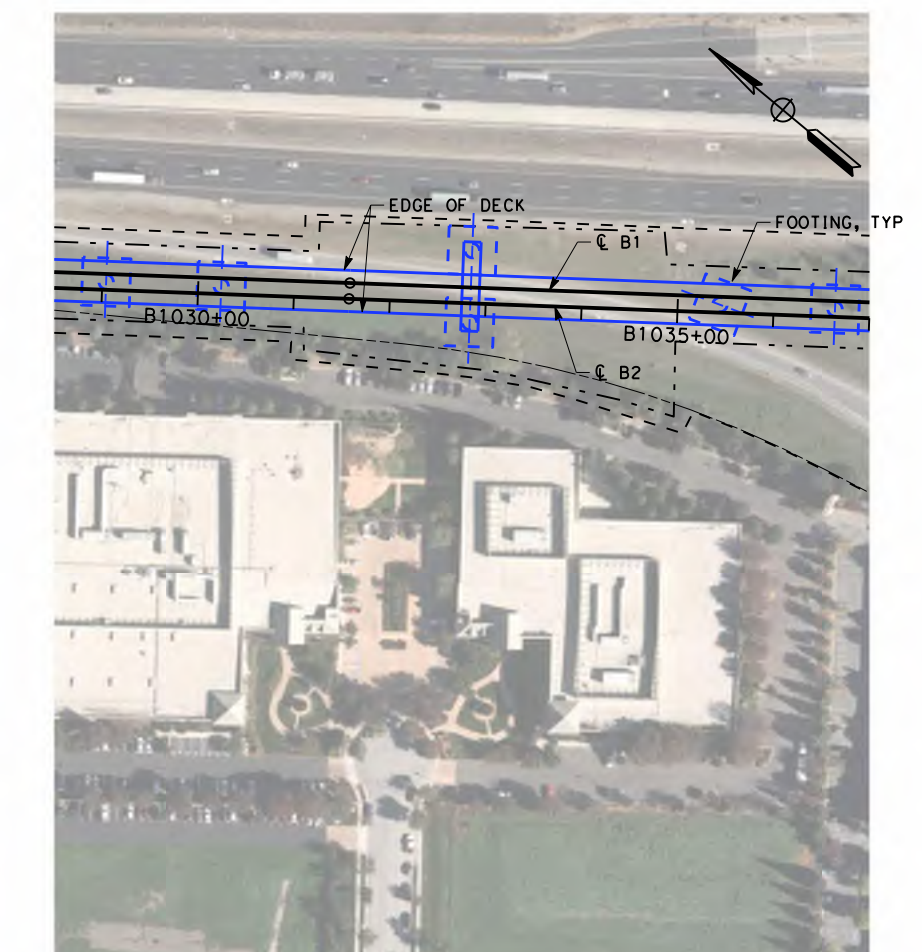 EDGE OF DECK
FOOTING, TYP
℄ B1
B1030+00
B1035+00
℄ B2